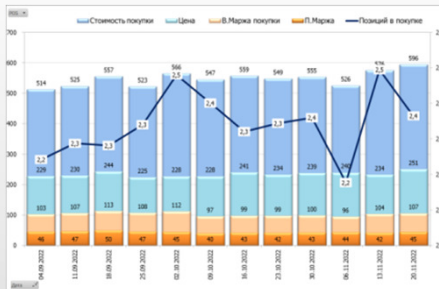 Стоимость покупки Цена В.Маржа покупки П.Маржа Позиций в покупке
700
600
500
400
300
200
100
0
514 525 557 523 566 547 559 549 555 526 596
2,2 2,3 2,3 2,3 2,5 2,4 2,3 2,3 2,4 2,2 2,5 2,4
229 230 244 225 228 228 241 234 239 240 234 251
103 107 113 108 112 97 99 99 100 96 104 107
46 47 50 47 45 40 43 42 43 44 42 45
04.09.2022 11.09.2022 18.09.2022 25.09.2022 02.10.2022 09.10.2022 16.10.2022 23.10.2022 30.10.2022 06.11.2022 13.11.2022 20.11.2022